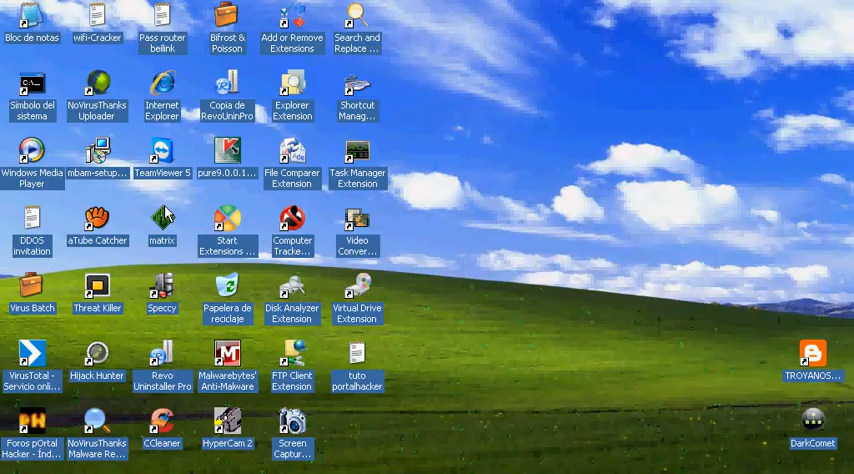 Bloc de notas
wifi-Cracker
Pass router
beilink
Bifrost &
Poisson
Add or Remove
Extensions
Search and
Replace ...
Símbolo del
sistema
NoVirusThanks
Uploader
Internet
Explorer
Copia de
RevoUninPro
Explorer
Extension
Shortcut
Manag...
Windows Media
Player
mbam-setup...
TeamViewer 5
pure9.0.0.1...
File Comparer
Extension
Task Manager
Extension
DDOS
invitation
aTube Catcher
matrix
Start
Extensions ...
Computer
Tracke...
Video
Conver...
Virus Batch
Threat Killer
Speccy
Papelera de
reciclaje
Disk Analyzer
Extension
Virtual Drive
Extension
VirusTotal -
Servicio onli...
Hijack Hunter
Revo
Uninstaller Pro
Malwarebytes'
Anti-Malware
FTP Client
Extension
tuto
portalhacker
TROYANOS...
Foros pOrtal
Hacker - Índ...
NoVirusThanks
Malware Re...
CCleaner
HyperCam 2
Screen
Captur...
DarkComet